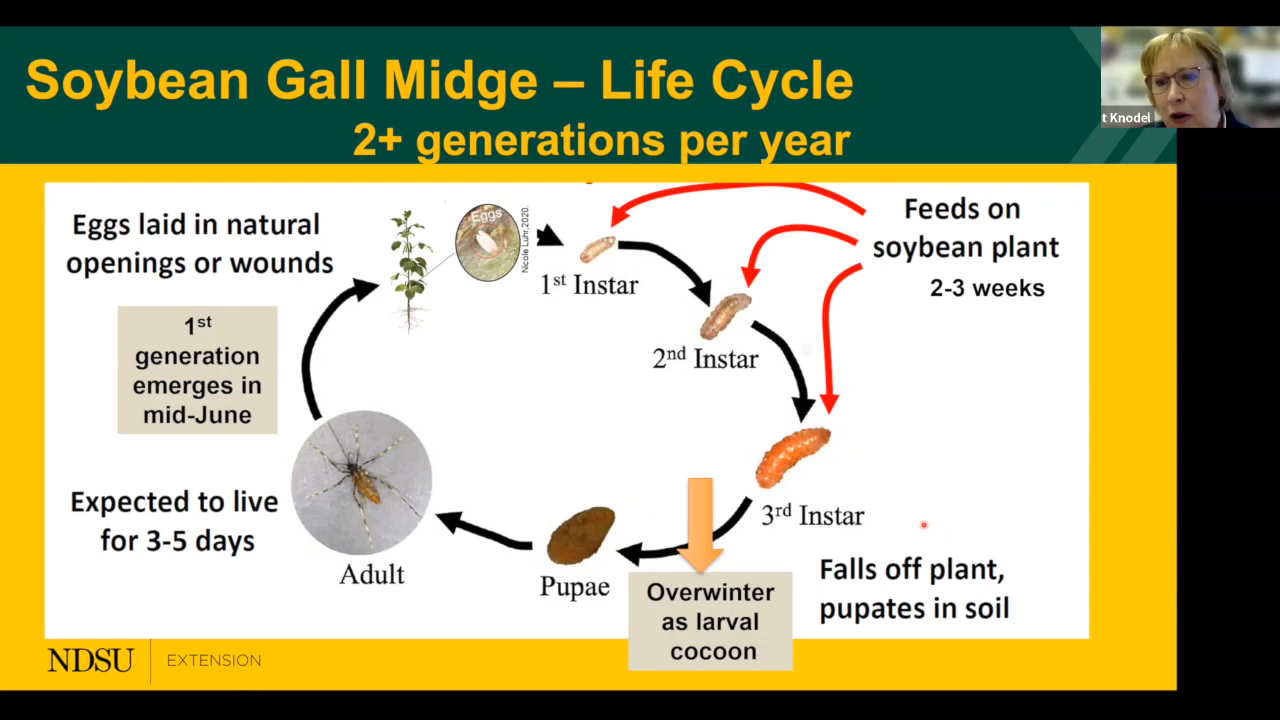 Soybean Gall Midge – Life Cycle
2+ generations per year
t Knodel
Eggs laid in natural
openings or wounds
Eggs
Nicole Luhr,2020.
1st Instar
Feeds on
soybean plant
2-3 weeks
1st
generation
emerges in
mid-June
2nd Instar
Expected to live
for 3-5 days
Adult
Pupae
3rd Instar
Overwinter
as larval
cocoon
Falls off plant,
pupates in soil
NDSU
EXTENSION